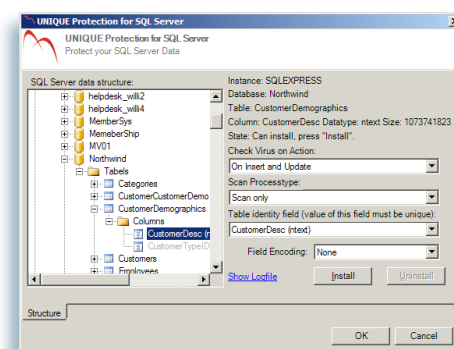 UNIQUE Protection for SQL Server
UNIQUE Protection for SQL Server
Protect your SQL Server Data
SQL Server data structure:
helpdesk_willi2
helpdesk_willi4
MemberSys
MemeberShip
MV01
Northwind
Tabels
Categories
CustomerCustomerDemo
CustomerDemographics
Columns
CustomerDesc (n
CustomerTypeID
Customers
Employees
Instance: SQLEXPRESS
Database: Northwind
Table: CustomerDemographics
Column: CustomerDesc Datatype: ntext Size: 1073741823
State: Can install, press "Install".
Check Virus on Action:
On Insert and Update
Scan Processtype:
Scan only
Table identity field (value of this field must be unique):
CustomerDesc (ntext)
Field Encoding: None
Show Logfile Install Uninstall
Structure
OK Cancel